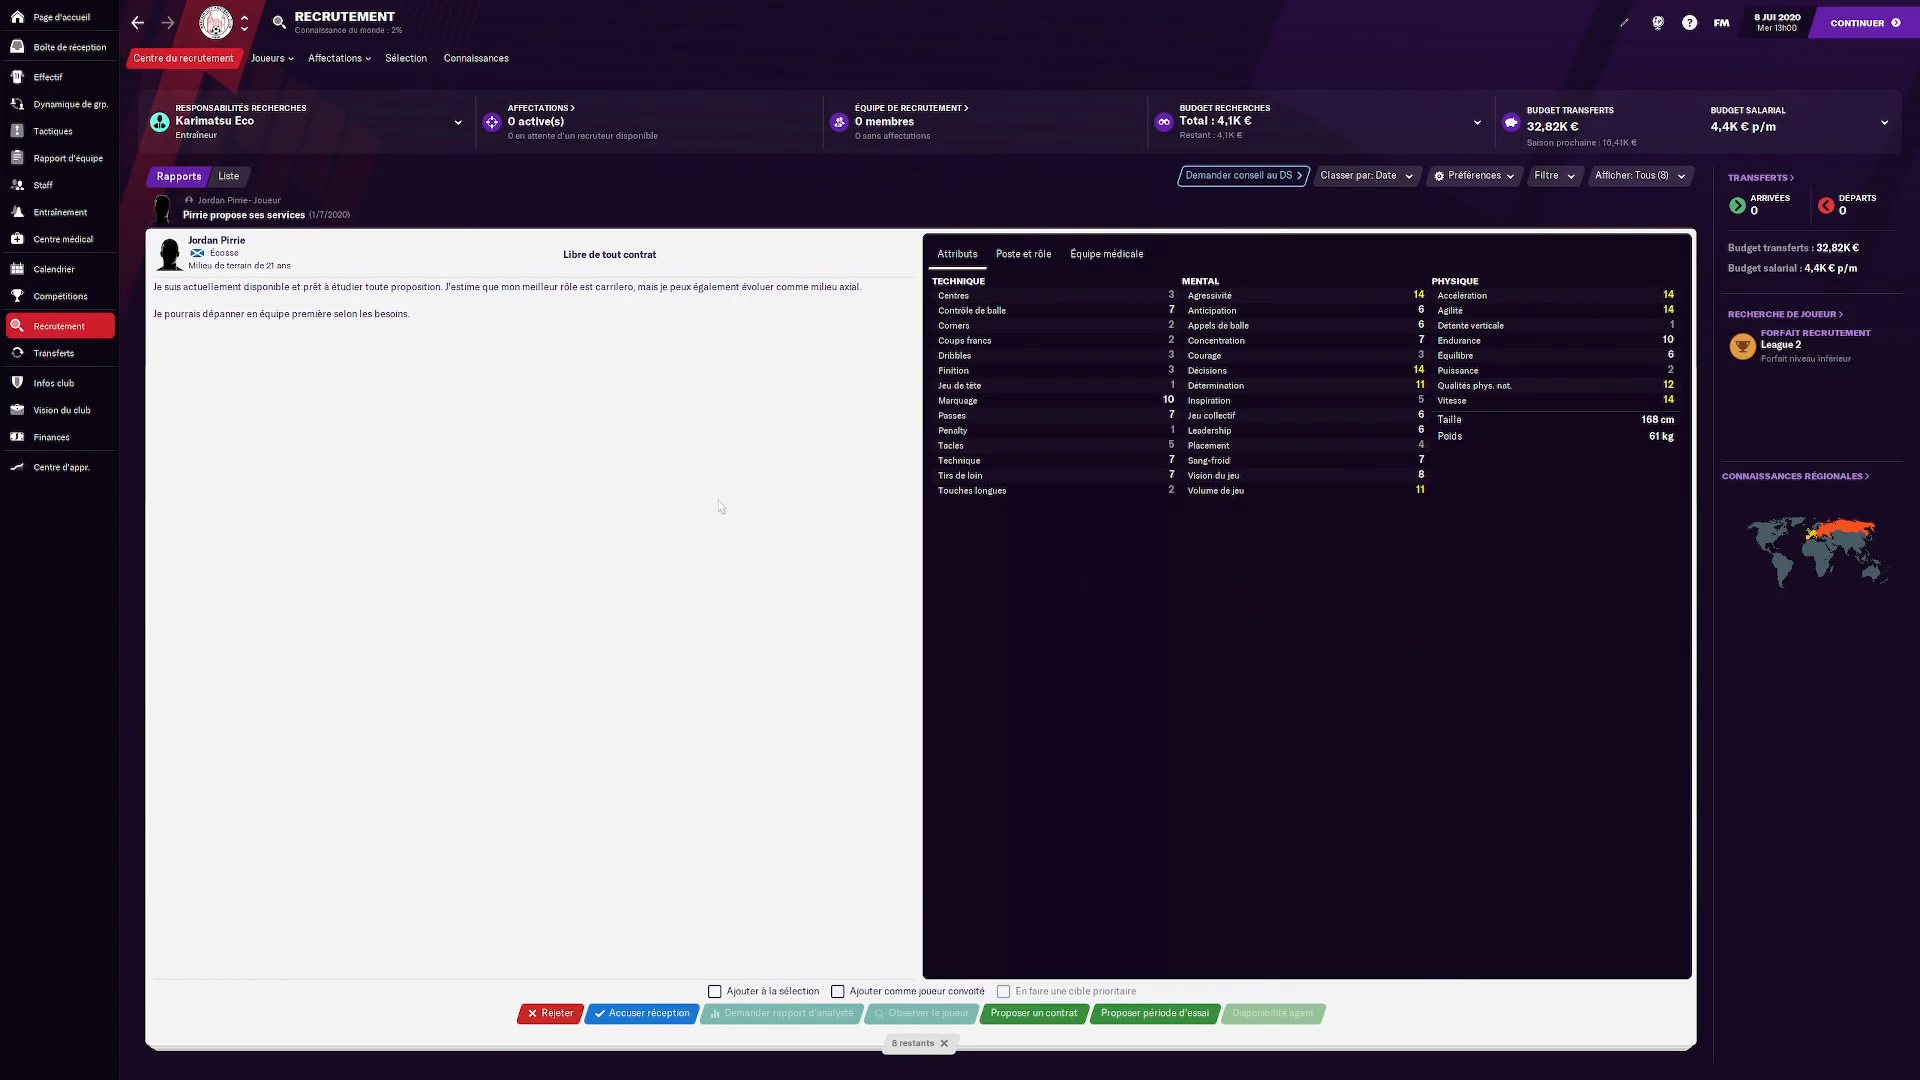 Page d'accueil
Boîte de réception
Effectif
Dynamique de grp.
Tactiques
Rapport d'équipe
Staff
Entraînement
Centre médical
Calendrier
Compétitions
Recrutement
Transferts
Infos club
Vision du club
Finances
Centre d'appr.
RECRUTEMENT
Connaissance du monde : 2%
FM
8 JUI 2020
Mer 13h00
CONTINUER
Centre du recrutement
Joueurs
Affectations
Sélection
Connaissances
RESPONSABILITÉS RECHERCHES
Karimatsu Eco
Entraîneur
AFFECTATIONS >
0 active(s)
0 en attente d'un recruteur disponible
ÉQUIPE DE RECRUTEMENT >
0 membres
0 sans affectations
BUDGET RECHERCHES
Total : 4,1K €
Restant : 4,1K €
BUDGET TRANSFERTS
32,82K €
Saison prochaine : 16,41K €
BUDGET SALARIAL
4,4K € p/m
Rapports
Liste
Demander conseil au DS >
Classer par: Date
Préférences
Filtre
Afficher: Tous (8)
Jordan Pirrie- Joueur
Pirrie propose ses services (1/7/2020)
Jordan Pirrie
Écosse
Milieu de terrain de 21 ans
Libre de tout contrat
Je suis actuellement disponible et prêt à étudier toute proposition. J'estime que mon meilleur rôle est carrilero, mais je peux également évoluer comme milieu axial.
Je pourrais dépanner en équipe première selon les besoins.
Attributs
Poste et rôle
Équipe médicale
TECHNIQUE
Centres 3
Contrôle de balle 7
Corners 2
Coups francs 2
Dribbles 3
Finition 3
Jeu de tête 1
Marquage 10
Passes 7
Penalty 1
Tacles 5
Technique 7
Tirs de loin 7
Touches longues 2
MENTAL
Agressivité 14
Anticipation 6
Appels de balle 6
Concentration 7
Courage 3
Décisions 14
Détermination 11
Inspiration 5
Jeu collectif 6
Leadership 6
Placement 4
Sang-froid 7
Vision du jeu 8
Volume de jeu 11
PHYSIQUE
Accélération 14
Agilité 14
Détente verticale 1
Endurance 10
Équilibre 6
Puissance 2
Qualités phys. nat. 12
Vitesse 14
Taille 168 cm
Poids 61 kg
TRANSFERTS >
ARRIVÉES
0
DÉPARTS
0
Budget transferts : 32,82K €
Budget salarial : 4,4K € p/m
RECHERCHE DE JOUEUR >
FORFAIT RECRUTEMENT
League 2
Forfait niveau inférieur
CONNAISSANCES RÉGIONALES >
Ajouter à la sélection
Ajouter comme joueur convoité
En faire une cible prioritaire
Rejeter
Accuser réception
Demander rapport d'analyste
Observer le joueur
Proposer un contrat
Proposer période d'essai
Disponibilité agent
8 restants